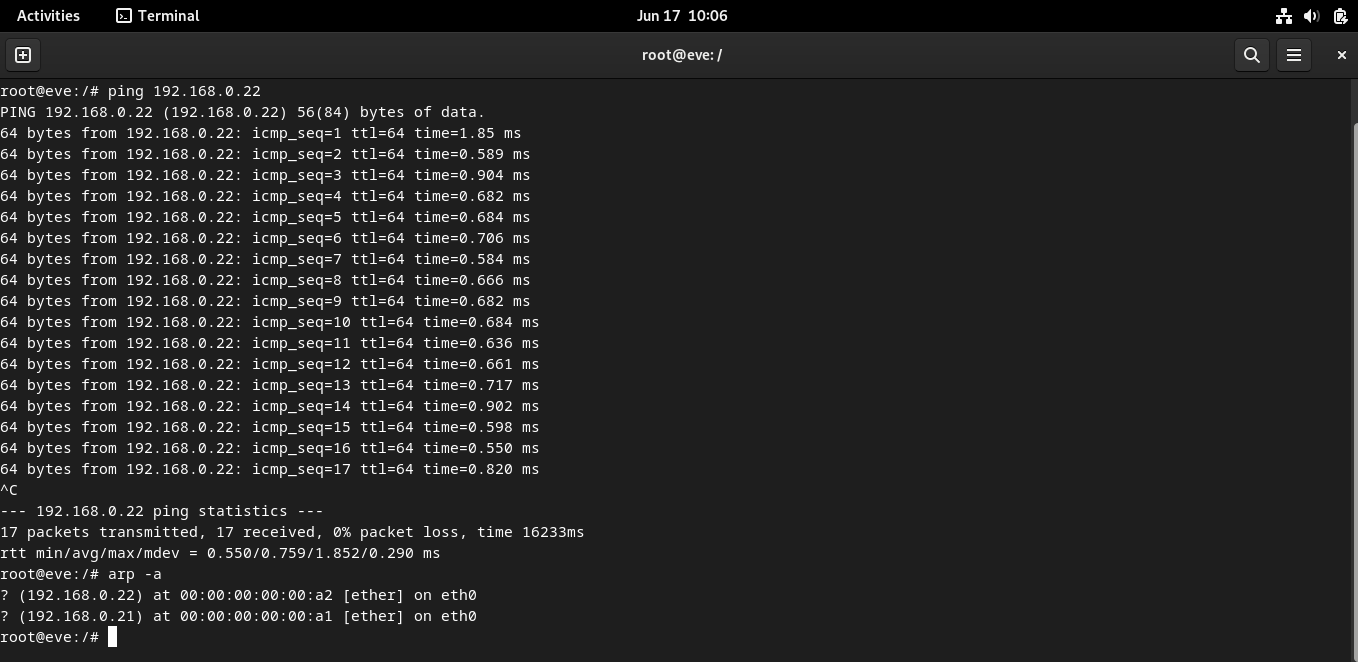 Activities Terminal Jun 17 10:06
root@eve: /
root@eve:/# ping 192.168.0.22
PING 192.168.0.22 (192.168.0.22) 56(84) bytes of data.
64 bytes from 192.168.0.22: icmp_seq=1 ttl=64 time=1.85 ms
64 bytes from 192.168.0.22: icmp_seq=2 ttl=64 time=0.589 ms
64 bytes from 192.168.0.22: icmp_seq=3 ttl=64 time=0.904 ms
64 bytes from 192.168.0.22: icmp_seq=4 ttl=64 time=0.682 ms
64 bytes from 192.168.0.22: icmp_seq=5 ttl=64 time=0.684 ms
64 bytes from 192.168.0.22: icmp_seq=6 ttl=64 time=0.706 ms
64 bytes from 192.168.0.22: icmp_seq=7 ttl=64 time=0.584 ms
64 bytes from 192.168.0.22: icmp_seq=8 ttl=64 time=0.666 ms
64 bytes from 192.168.0.22: icmp_seq=9 ttl=64 time=0.682 ms
64 bytes from 192.168.0.22: icmp_seq=10 ttl=64 time=0.684 ms
64 bytes from 192.168.0.22: icmp_seq=11 ttl=64 time=0.636 ms
64 bytes from 192.168.0.22: icmp_seq=12 ttl=64 time=0.661 ms
64 bytes from 192.168.0.22: icmp_seq=13 ttl=64 time=0.717 ms
64 bytes from 192.168.0.22: icmp_seq=14 ttl=64 time=0.902 ms
64 bytes from 192.168.0.22: icmp_seq=15 ttl=64 time=0.598 ms
64 bytes from 192.168.0.22: icmp_seq=16 ttl=64 time=0.550 ms
64 bytes from 192.168.0.22: icmp_seq=17 ttl=64 time=0.820 ms
^C
--- 192.168.0.22 ping statistics ---
17 packets transmitted, 17 received, 0% packet loss, time 16233ms
rtt min/avg/max/mdev = 0.550/0.759/1.852/0.290 ms
root@eve:/# arp -a
? (192.168.0.22) at 00:00:00:00:00:a2 [ether] on eth0
? (192.168.0.21) at 00:00:00:00:00:a1 [ether] on eth0
root@eve:/#